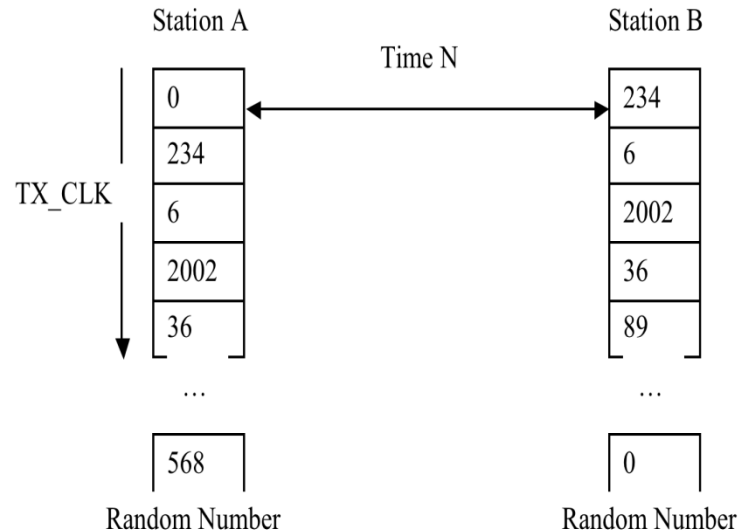 Station A
Station B
Time N
0
234
234
6
TX_CLK
6
2002
2002
36
36
89
...
...
568
0
Random Number
Random Number